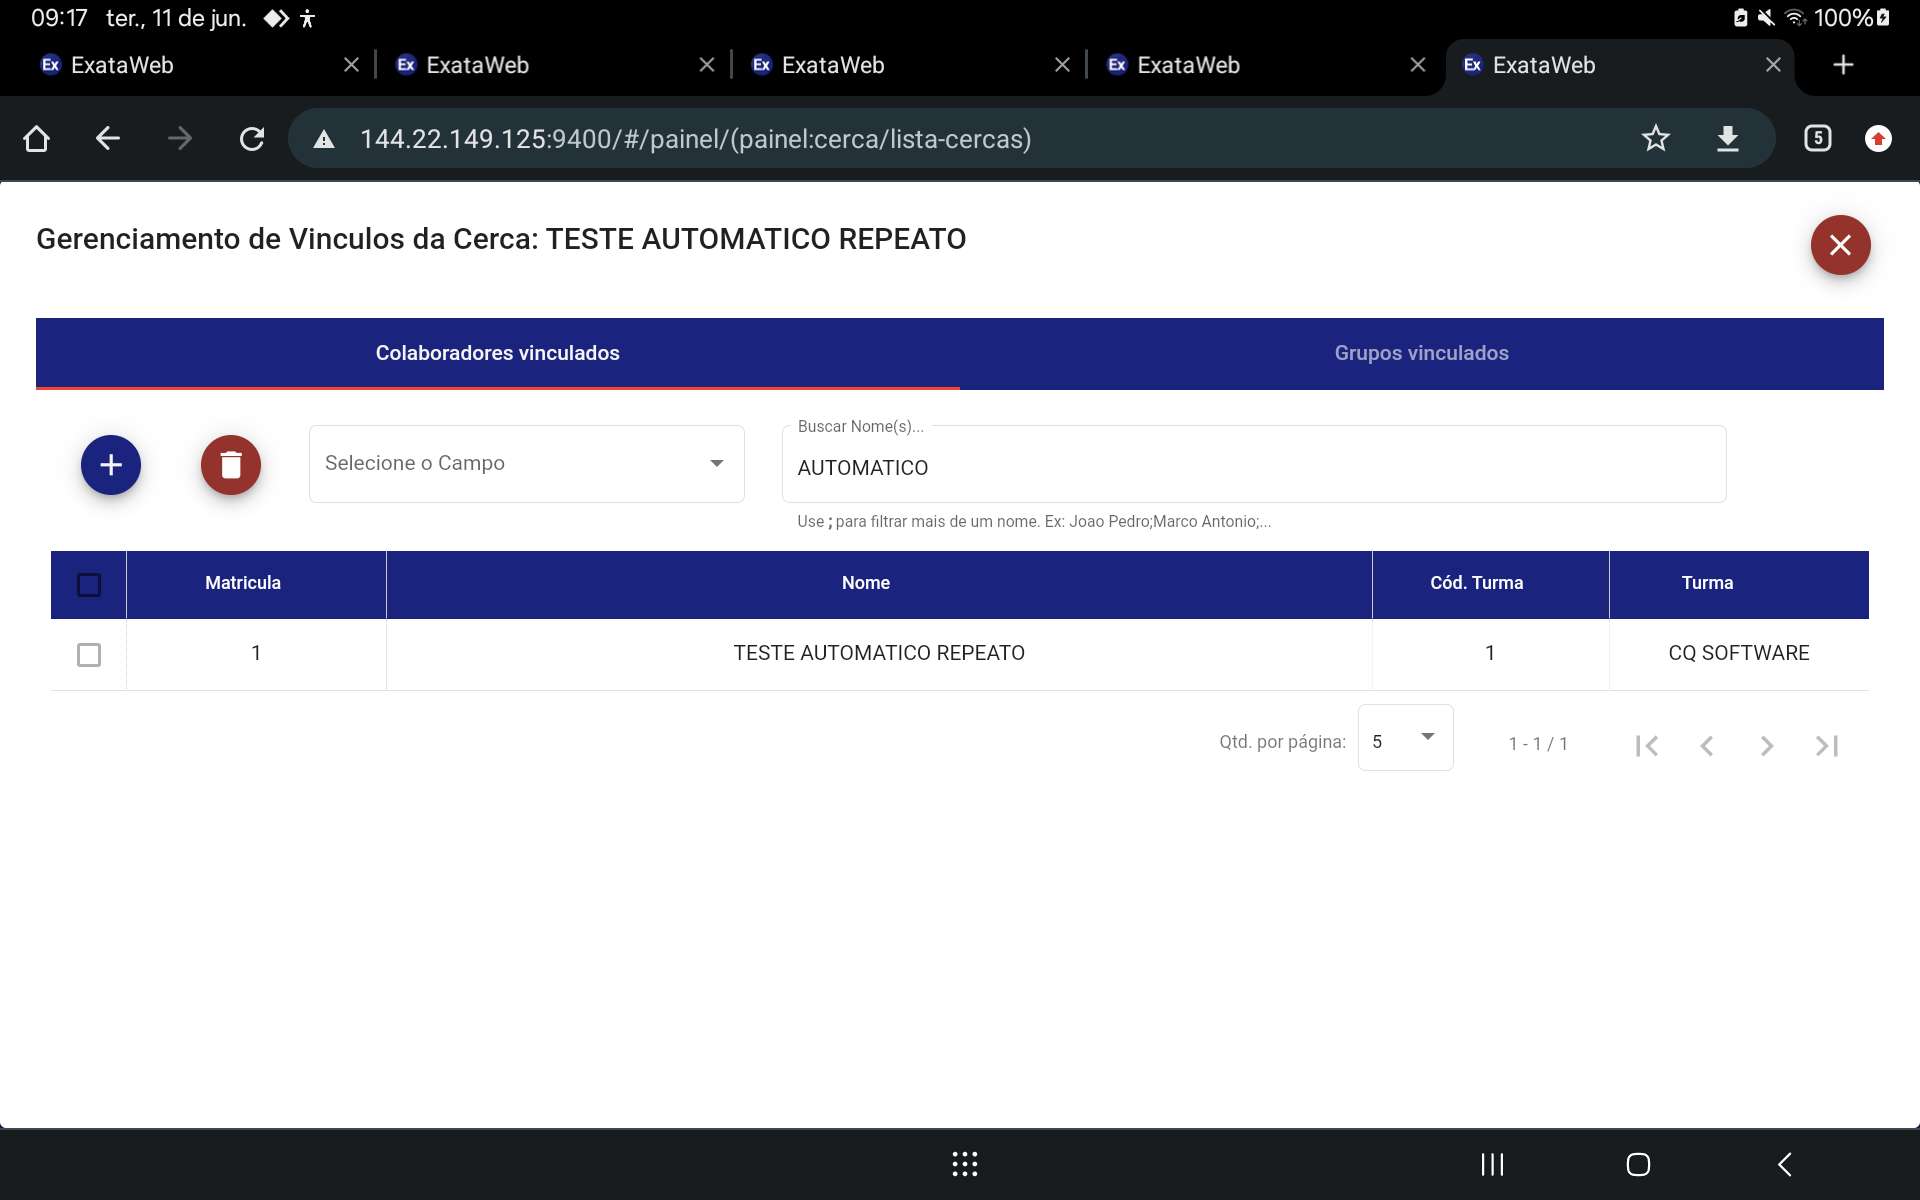 09:17 ter., 11 de jun. 100%
Ex ExataWeb Ex ExataWeb Ex ExataWeb Ex ExataWeb Ex ExataWeb
144.22.149.125:9400/#/painel/(painel:cerca/lista-cercas) 5
Gerenciamento de Vinculos da Cerca: TESTE AUTOMATICO REPEATO
Colaboradores vinculados Grupos vinculados
Buscar Nome(s)...
Selecione o Campo AUTOMATICO
Use ; para filtrar mais de um nome. Ex: Joao Pedro;Marco Antonio;...
Matricula Nome Cód. Turma Turma
1 TESTE AUTOMATICO REPEATO 1 CQ SOFTWARE
Qtd. por página: 5 1 - 1 / 1